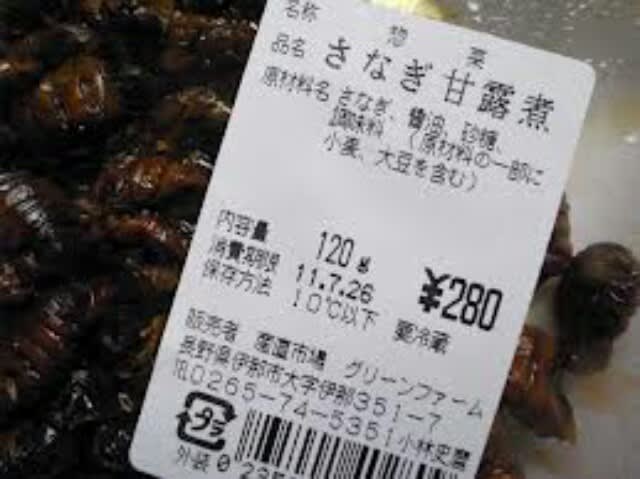 名称 惣菜
品名 さなぎ甘露煮
原材料名 さなぎ、醤油、砂糖、
調味料 (原材料の一部に
小麦、大豆を含む)
内容量 120g
消費期限 11.7.26 ¥280
保存方法 10℃以下 要冷蔵
販売者 産直市場 グリーンファーム
長野県伊那市大字伊那351-7
℡0265-74-5351 小林史麿
プラ
外装 0 23